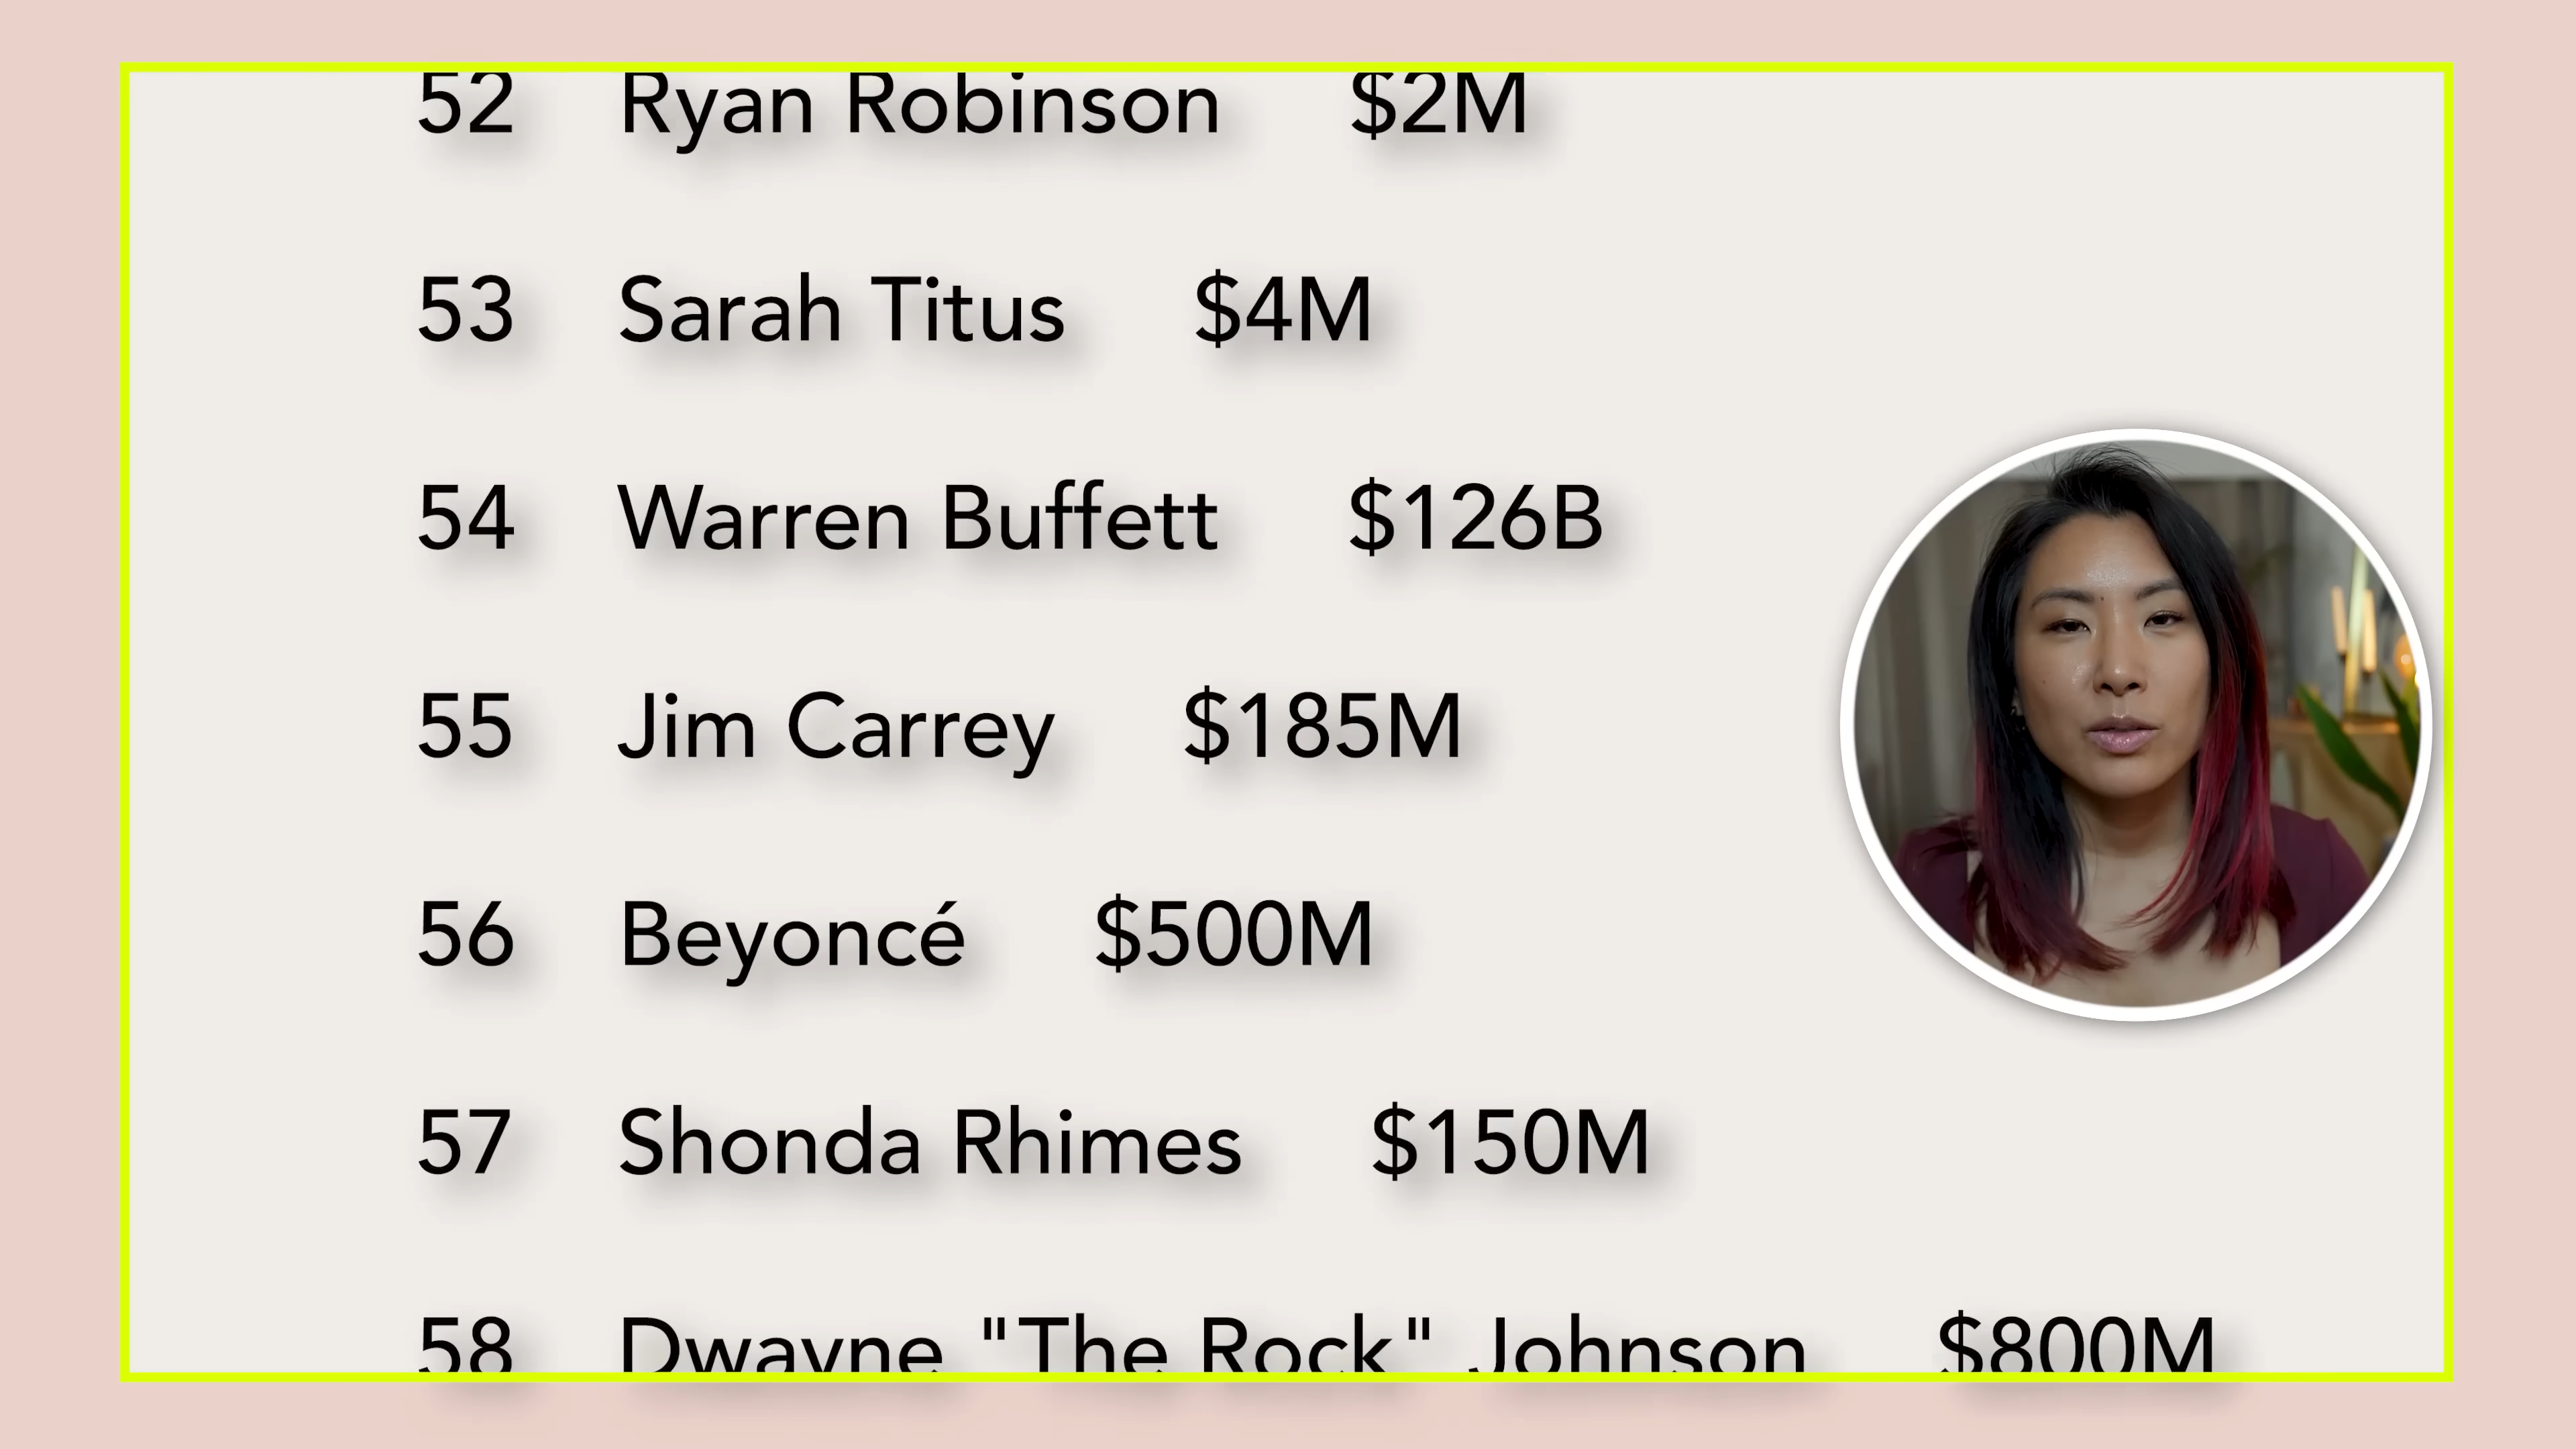 52 Ryan Robinson $2M
53 Sarah Titus $4M
54 Warren Buffett $126B
55 Jim Carrey $185M
56 Beyoncé $500M
57 Shonda Rhimes $150M
58 Dwayne "The Rock" Johnson $800M